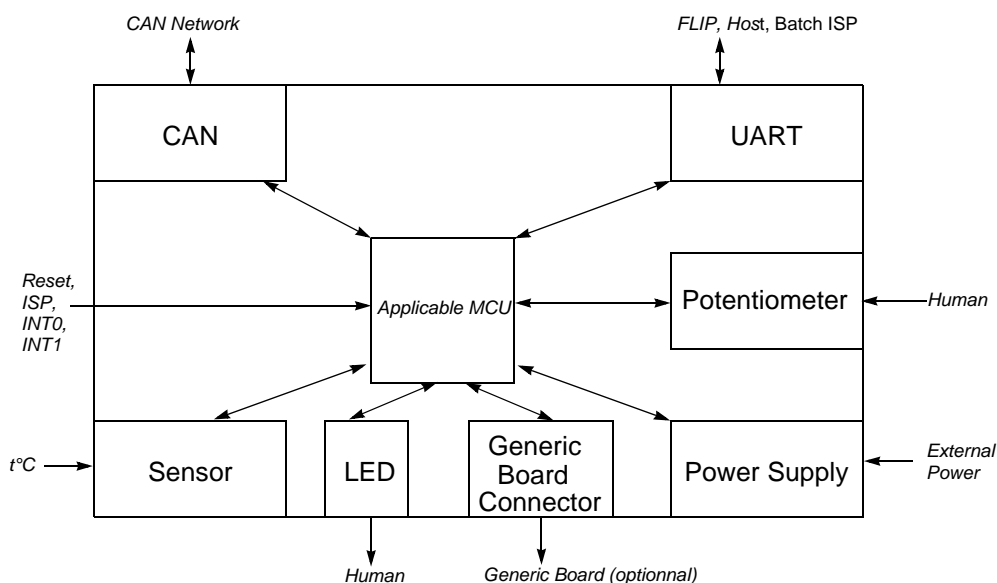 CAN Network
FLIP, Host, Batch ISP
CAN
UART
Reset,
ISP,
INT0,
INT1
Applicable MCU
Potentiometer
Human
t°C
Sensor
LED
Generic
Board
Connector
Power Supply
External
Power
Human
Generic Board (optionnal)